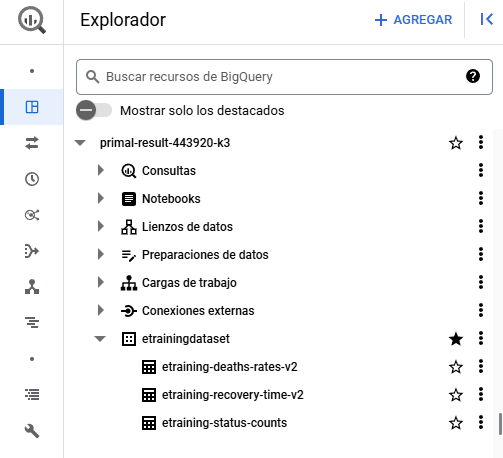 Explorador
AGREGAR
Buscar recursos de BigQuery
Mostrar solo los destacados
primal-result-443920-k3
Consultas
Notebooks
Lienzos de datos
Preparaciones de datos
Cargas de trabajo
Conexiones externas
etrainingdataset
etraining-deaths-rates-v2
etraining-recovery-time-v2
etraining-status-counts